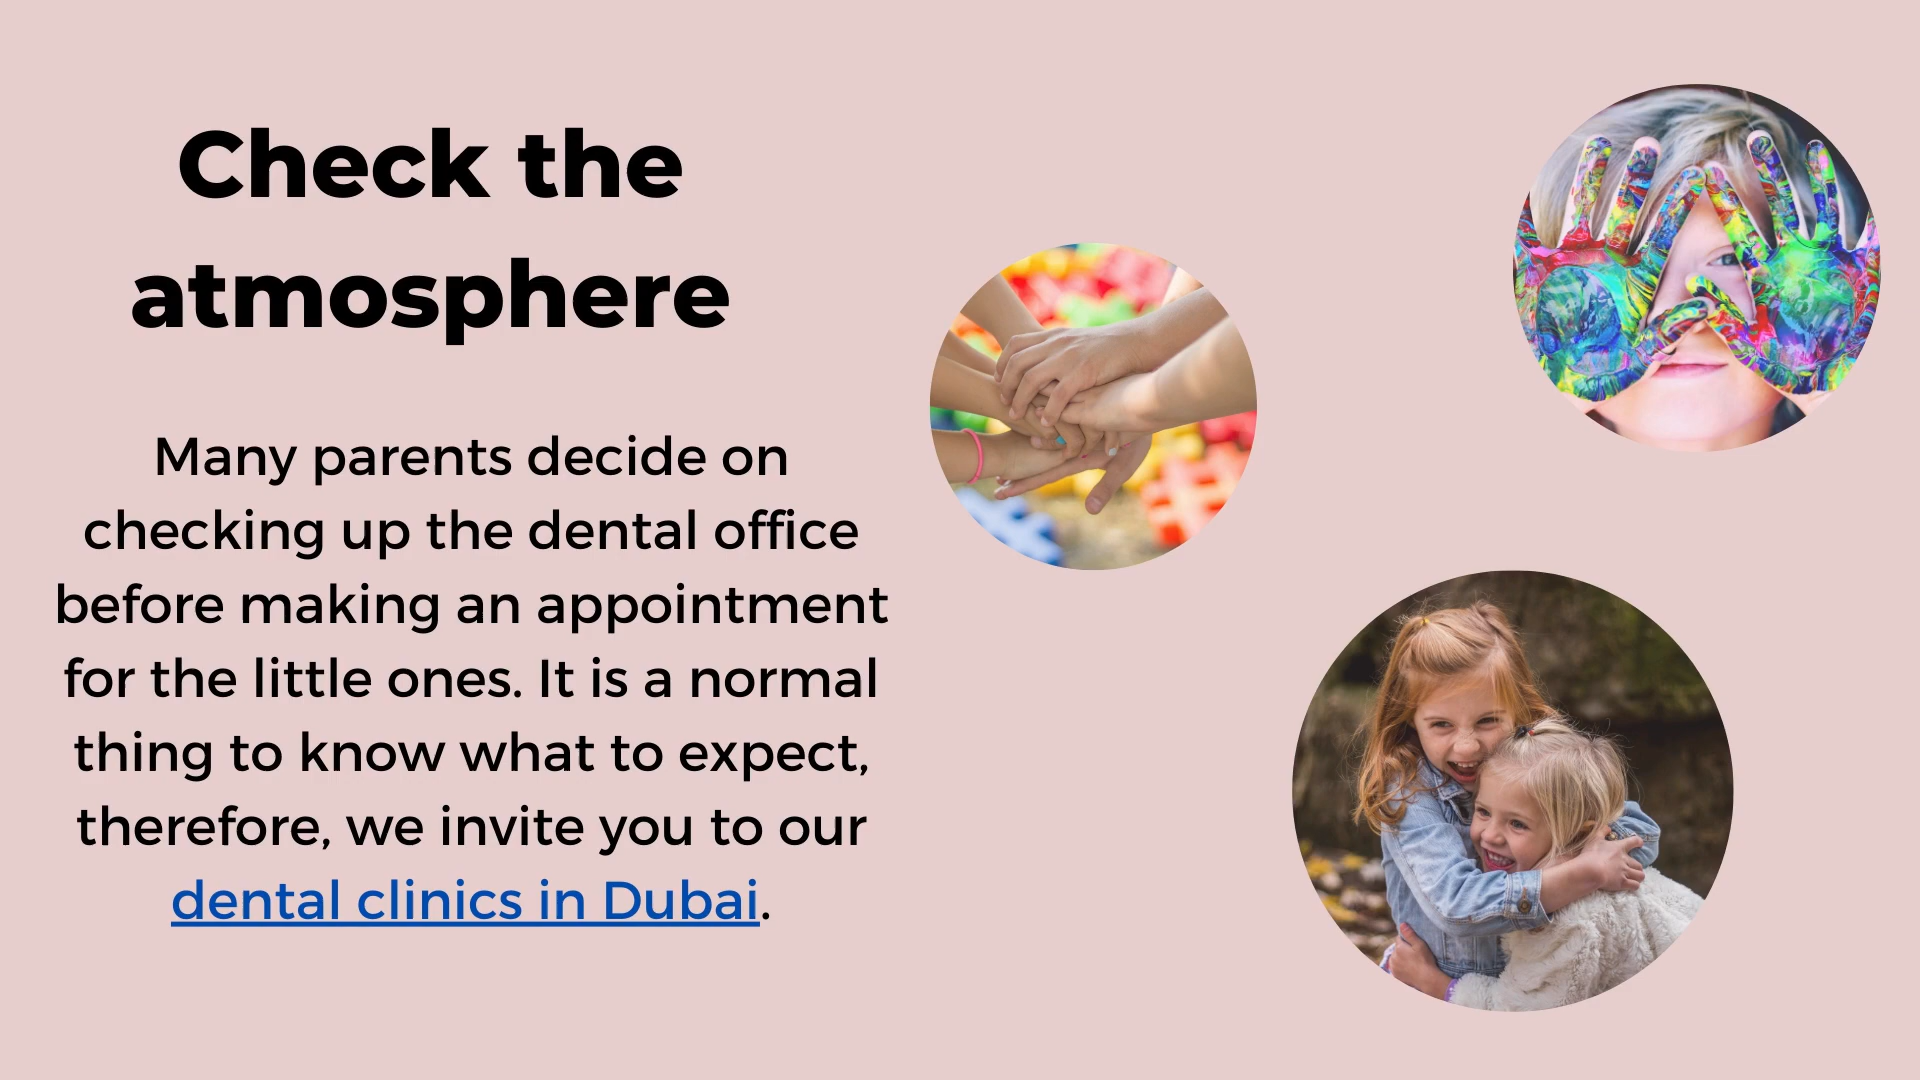 Check the
atmosphere
Many parents decide on
checking up the dental office
before making an appointment
for the little ones. It is a normal
thing to know what to expect,
therefore, we invite you to our
dental clinics in Dubai.